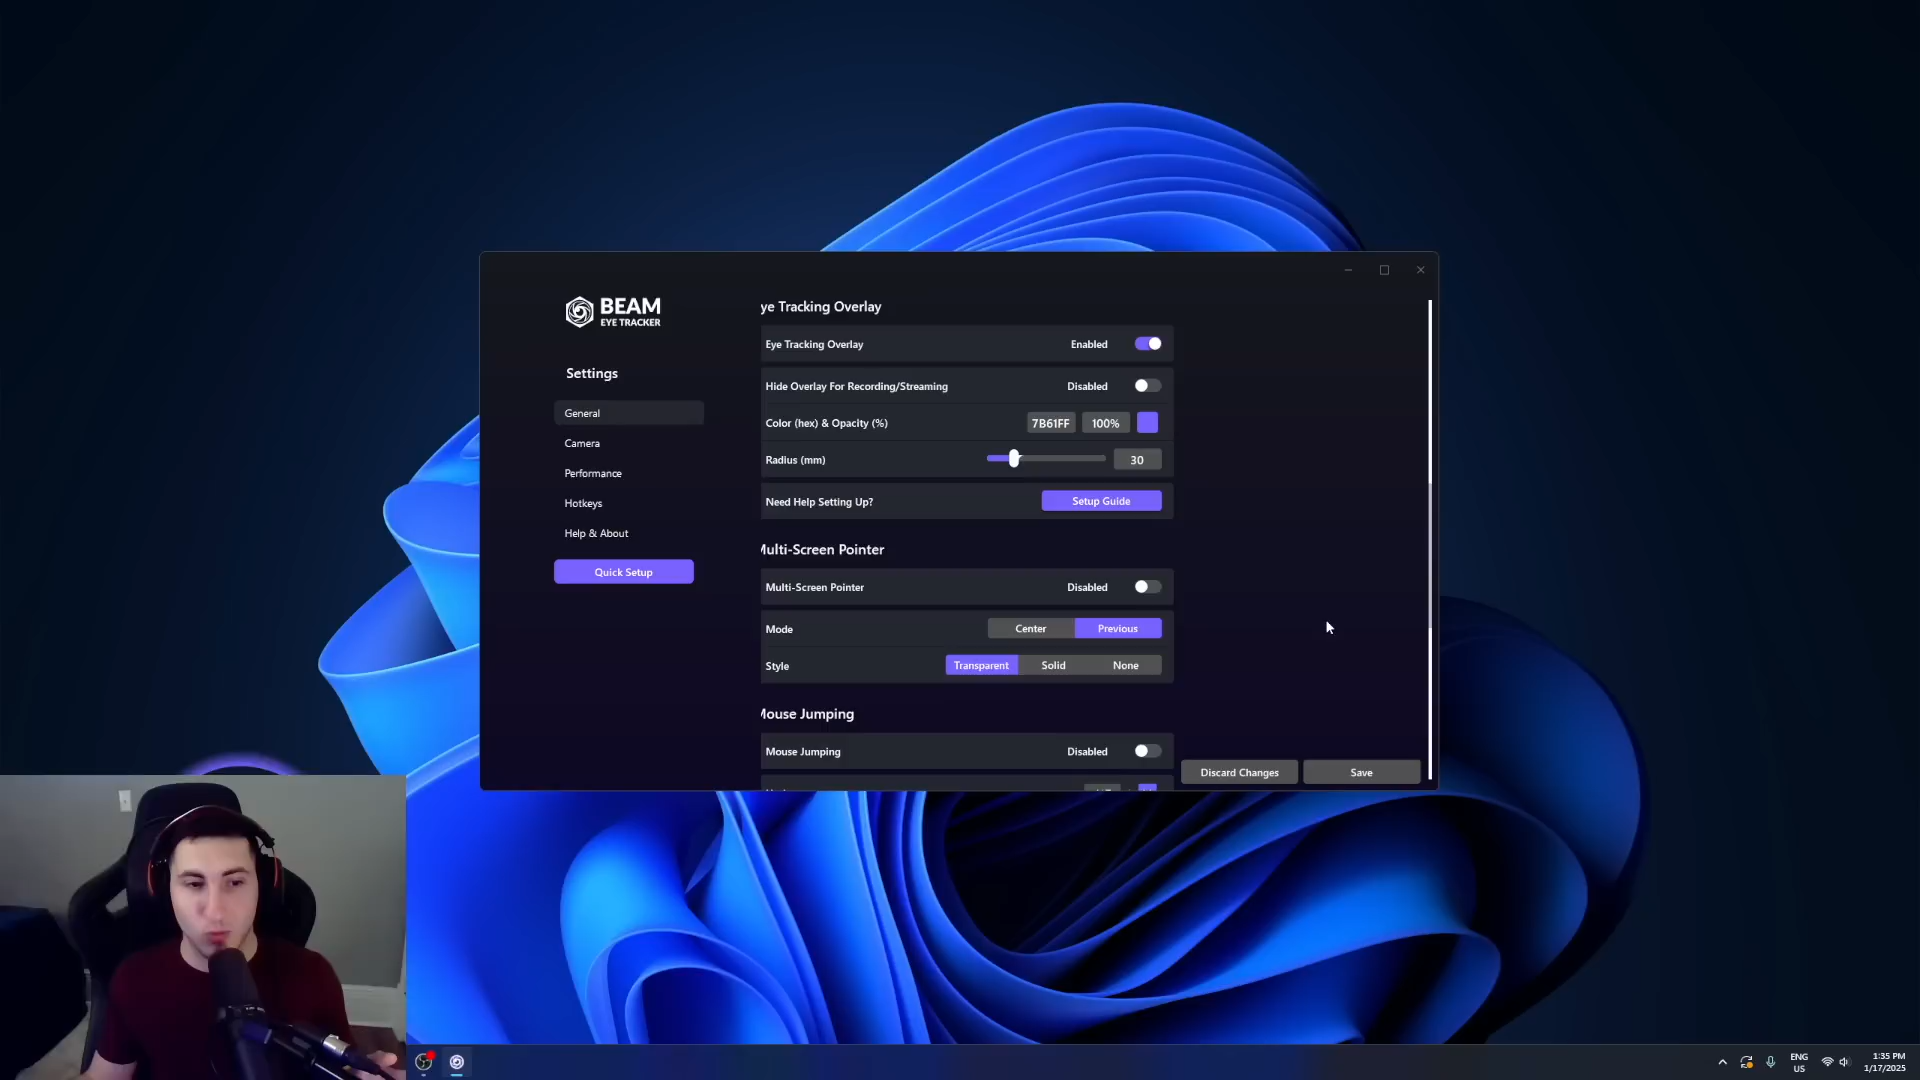 BEAM
EYE TRACKER
Settings
General
Camera
Performance
Hotkeys
Help & About
Quick Setup
ye Tracking Overlay
Eye Tracking Overlay Enabled
Hide Overlay For Recording/Streaming Disabled
Color (hex) & Opacity (%) 7B61FF 100%
Radius (mm) 30
Need Help Setting Up? Setup Guide
Multi-Screen Pointer
Multi-Screen Pointer Disabled
Mode Center Previous
Style Transparent Solid None
Mouse Jumping
Mouse Jumping Disabled
Discard Changes Save
ENG
US
1:35 PM
1/17/2025